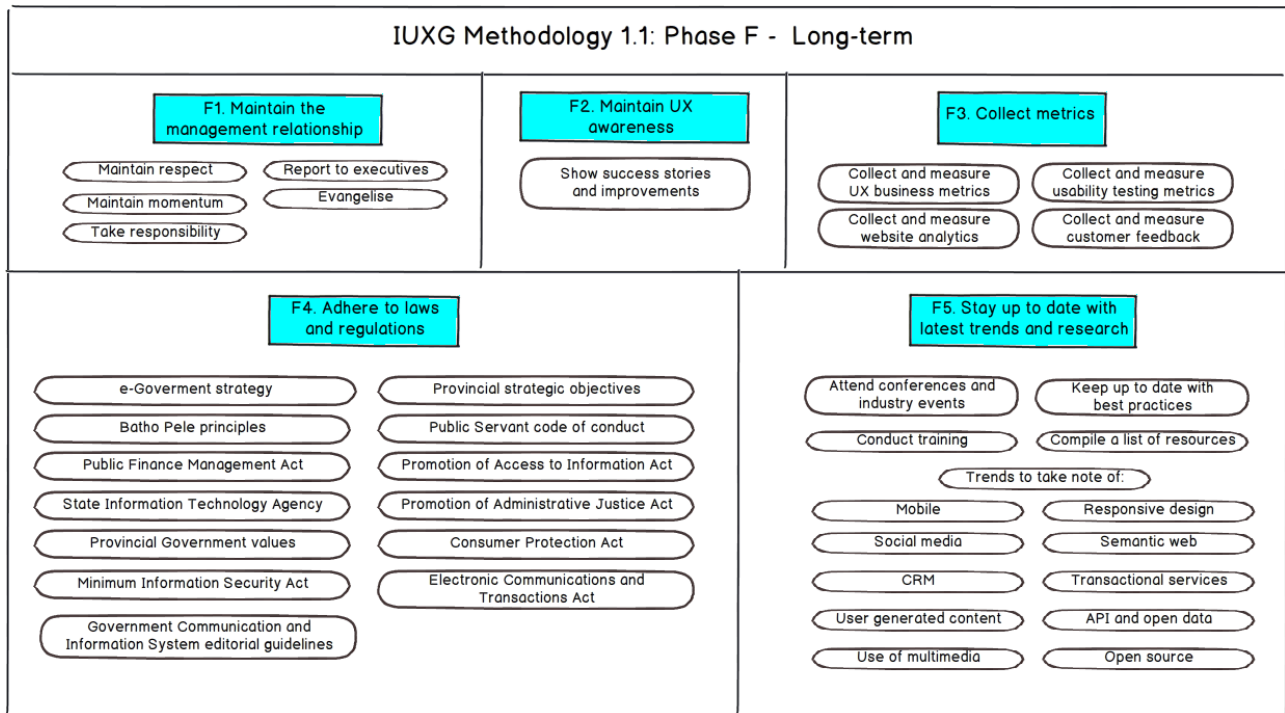 IUXG Methodology 1.1: Phase F - Long-term
F1. Maintain the
management relationship
Maintain respect
Report to executives
Maintain momentum
Evangelise
Take responsibility
F2. Maintain UX
awareness
Show success stories
and improvements
F3. Collect metrics
Collect and measure
UX business metrics
Collect and measure
usability testing metrics
Collect and measure
website analytics
Collect and measure
customer feedback
F4. Adhere to laws
and regulations
e-Goverment strategy
Provincial strategic objectives
Batho Pele principles
Public Servant code of conduct
Public Finance Management Act
Promotion of Access to Information Act
State Information Technology Agency
Promotion of Administrative Justice Act
Provincial Government values
Consumer Protection Act
Minimum Information Security Act
Electronic Communications and
Transactions Act
Government Communication and
Information System editorial guidelines
F5. Stay up to date with
latest trends and research
Attend conferences and
industry events
Keep up to date with
best practices
Conduct training
Compile a list of resources
Trends to take note of:
Mobile
Responsive design
Social media
Semantic web
CRM
Transactional services
User generated content
API and open data
Use of multimedia
Open source